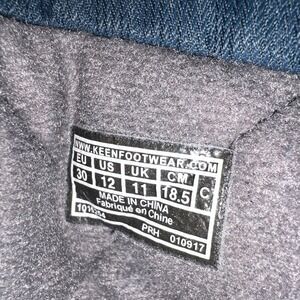 WWW.KEENFOOTWEAR.COM
EU US UK CM
30 12 11 18.5 C
MADE IN CHINA
Fabriqué en Chine
PRH 010917